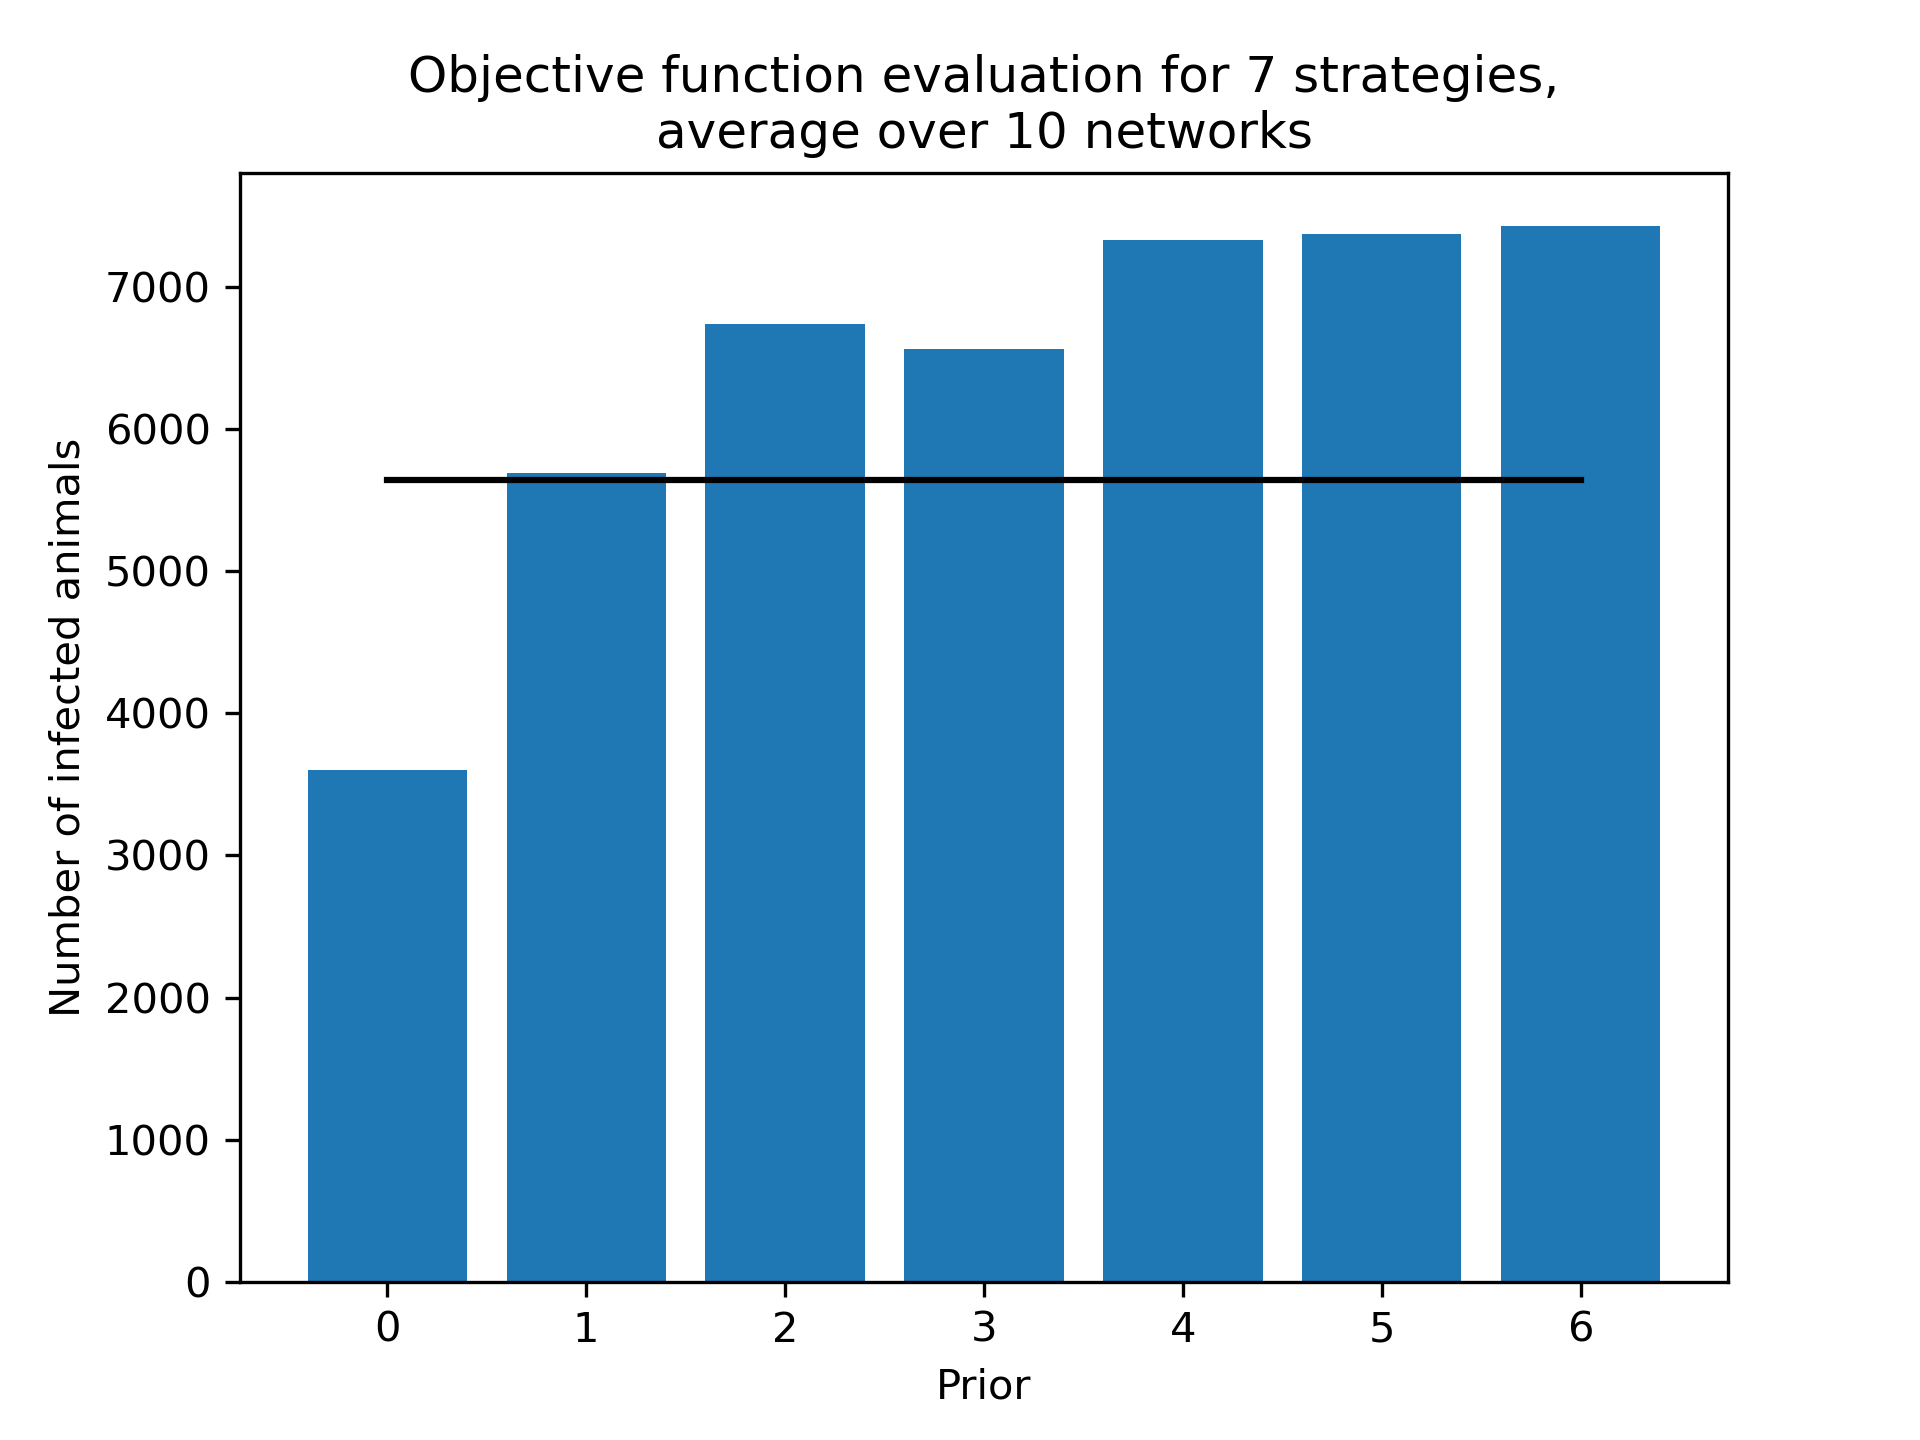 Objective function evaluation for 7 strategies,
average over 10 networks
Number of infected animals
7000
6000
5000
4000
3000
2000
1000
0
0 1 2 3 4 5 6
Prior